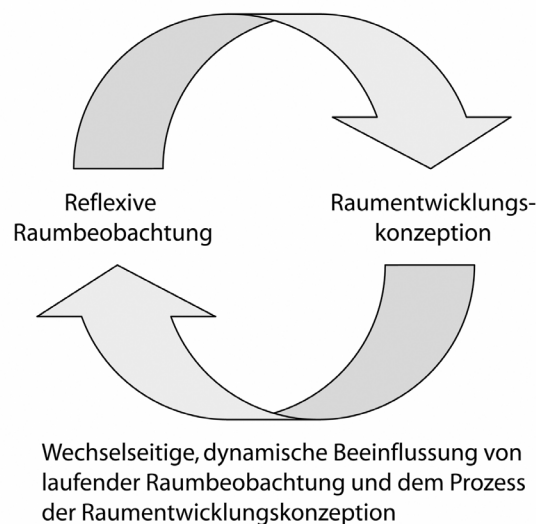 Reflexive
Raumbeobachtung
Raumentwicklungs-
konzeption
Wechselseitige, dynamische Beeinflussung von
laufender Raumbeobachtung und dem Prozess
der Raumentwicklungskonzeption